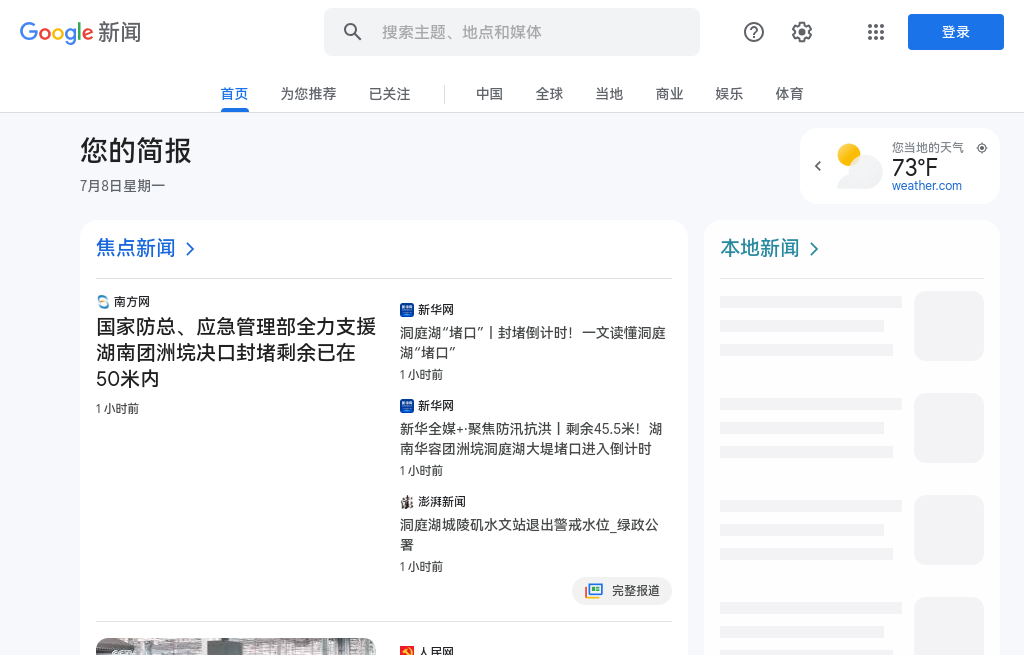 Google 新闻
搜索主题、地点和媒体
登录
首页
为您推荐
已关注
中国
全球
当地
商业
娱乐
体育
您的简报
7月8日星期一
您当地的天气
73°F
weather.com
焦点新闻
南方网
国家防总、应急管理部全力支援
湖南团洲垸决口封堵剩余已在
50米内
1 小时前
新华网
洞庭湖“堵口”丨封堵倒计时！一文读懂洞庭
湖“堵口”
1 小时前
新华网
新华全媒+·聚焦防汛抗洪丨剩余45.5米！湖
南华容团洲垸洞庭湖大堤堵口进入倒计时
1 小时前
澎湃新闻
洞庭湖城陵矶水文站退出警戒水位_绿政公
署
1 小时前
完整报道
人民网
本地新闻